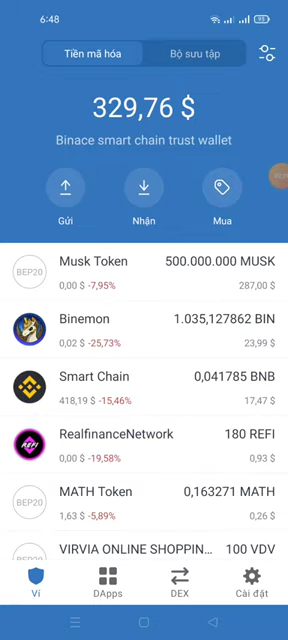 6:48
Tiền mã hóa
Bộ sưu tập
329,76 $
Binace smart chain trust wallet
Gửi
Nhận
Mua
BEP20
Musk Token
500.000.000 MUSK
0,00 $ -7,95%
287,00 $
Binemon
1.035,127862 BIN
0,02 $ -25,73%
23,99 $
Smart Chain
0,041785 BNB
418,19 $ -15,46%
17,47 $
REFI
RealfinanceNetwork
180 REFI
0,00 $ -19,58%
0,93 $
BEP20
MATH Token
0,163271 MATH
1,63 $ -5,89%
0,26 $
BEP20
VIRVIA ONLINE SHOPPIN...
100 VDV
Ví
DApps
DEX
Cài đặt